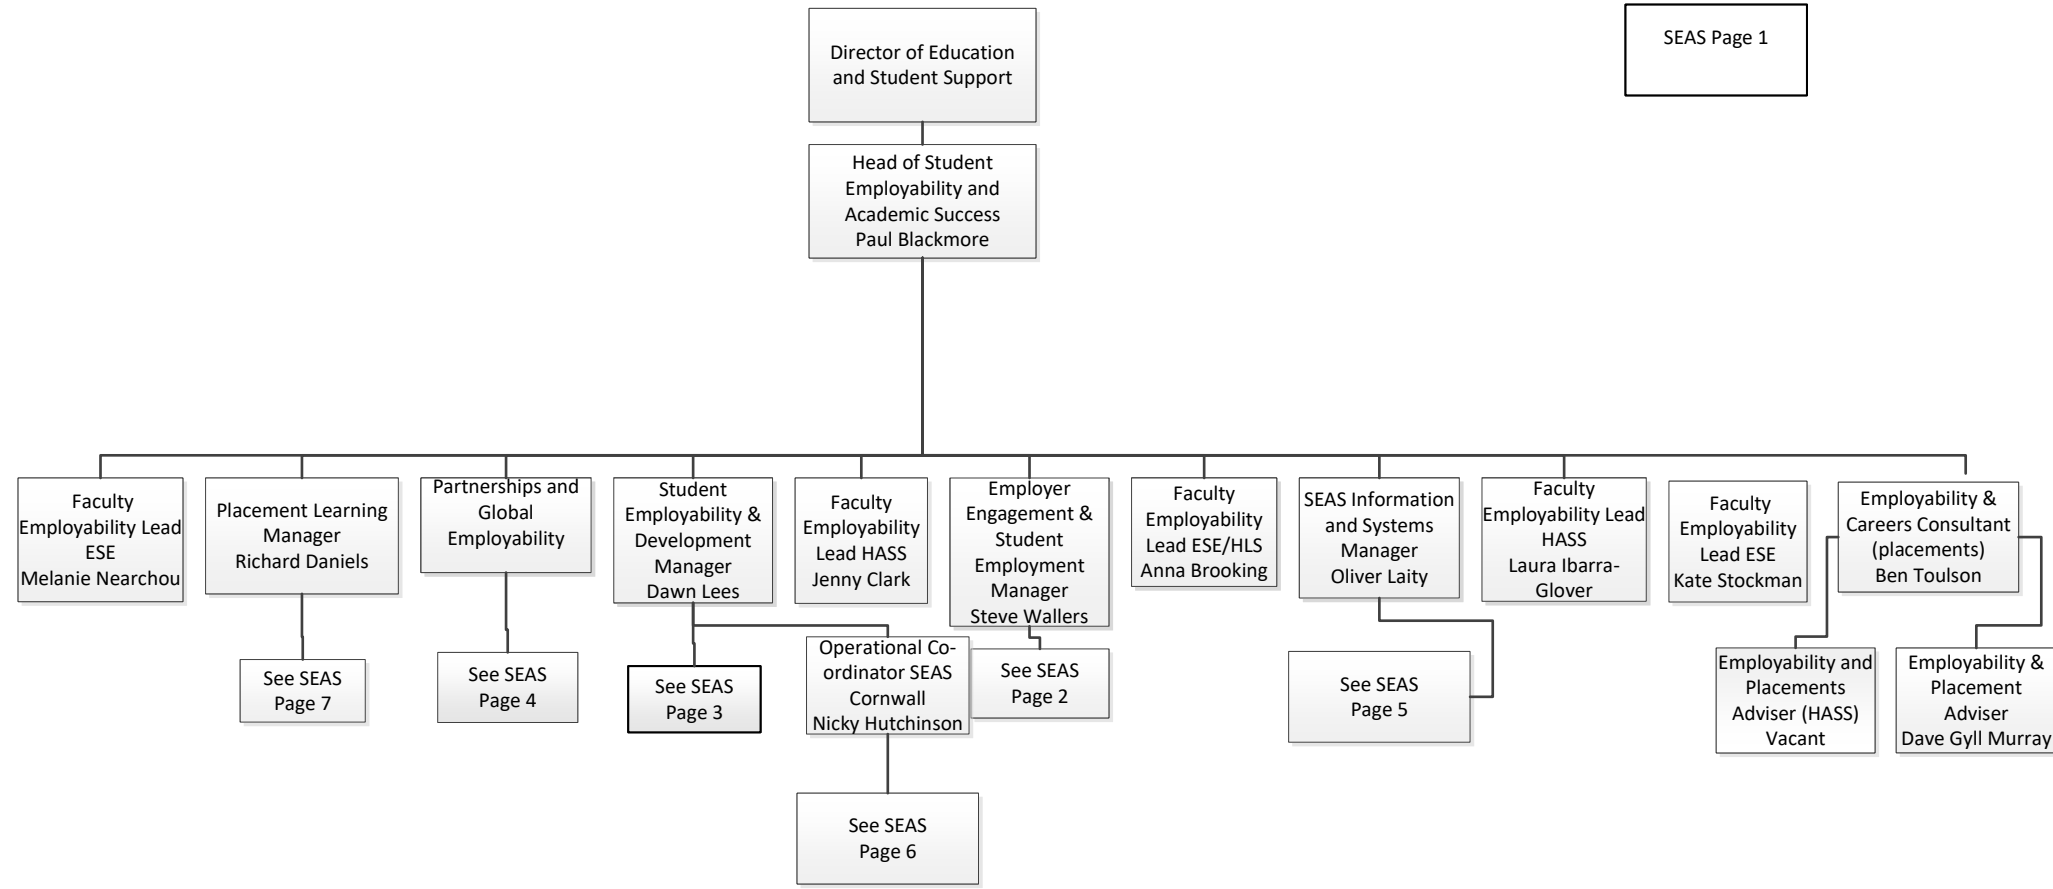 Director of Education
and Student Support
SEAS Page 1
Head of Student
Employability and
Academic Success
Paul Blackmore
Faculty
Employability Lead
ESE
Melanie Nearchou
Placement Learning
Manager
Richard Daniels
Partnerships and
Global
Employability
Student
Employability &
Development
Manager
Dawn Lees
Faculty
Employability
Lead HASS
Jenny Clark
Employer
Engagement &
Student
Employment
Manager
Steve Wallers
Faculty
Employability
Lead ESE/HLS
Anna Brooking
SEAS Information
and Systems
Manager
Oliver Laity
Faculty
Employability Lead
HASS
Laura Ibarra-
Glover
Faculty
Employability
Lead ESE
Kate Stockman
Employability &
Careers Consultant
(placements)
Ben Toulson
See SEAS
Page 7
See SEAS
Page 4
See SEAS
Page 3
Operational Co-
ordinator SEAS
Cornwall
Nicky Hutchinson
See SEAS
Page 2
See SEAS
Page 5
Employability and
Placements
Adviser (HASS)
Vacant
Employability &
Placement
Adviser
Dave Gyll Murray
See SEAS
Page 6